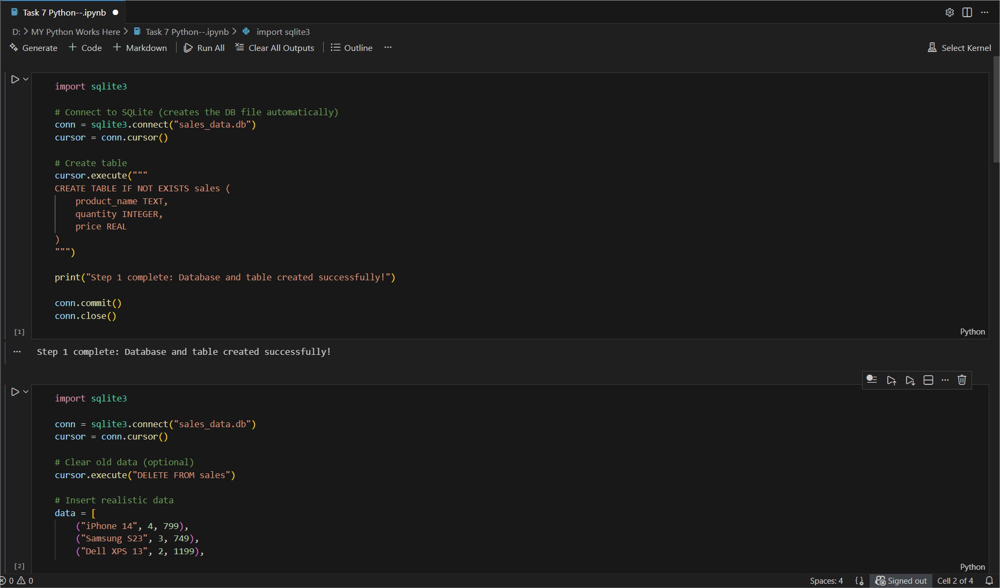 Task 7 Python--.ipynb
D: > MY Python Works Here > Task 7 Python--.ipynb > import sqlite3
Generate + Code + Markdown Run All Clear All Outputs Outline ... Select Kernel
import sqlite3
# Connect to SQLite (creates the DB file automatically)
conn = sqlite3.connect("sales_data.db")
cursor = conn.cursor()
# Create table
cursor.execute("""
CREATE TABLE IF NOT EXISTS sales (
    product_name TEXT,
    quantity INTEGER,
    price REAL
)
""")
print("Step 1 complete: Database and table created successfully!")
conn.commit()
conn.close()
[1] Python
... Step 1 complete: Database and table created successfully!
import sqlite3
conn = sqlite3.connect("sales_data.db")
cursor = conn.cursor()
# Clear old data (optional)
cursor.execute("DELETE FROM sales")
# Insert realistic data
data = [
    ("iPhone 14", 4, 799),
    ("Samsung S23", 3, 749),
    ("Dell XPS 13", 2, 1199),
[2] Python
0 0 Spaces: 4 Signed out Cell 2 of 4